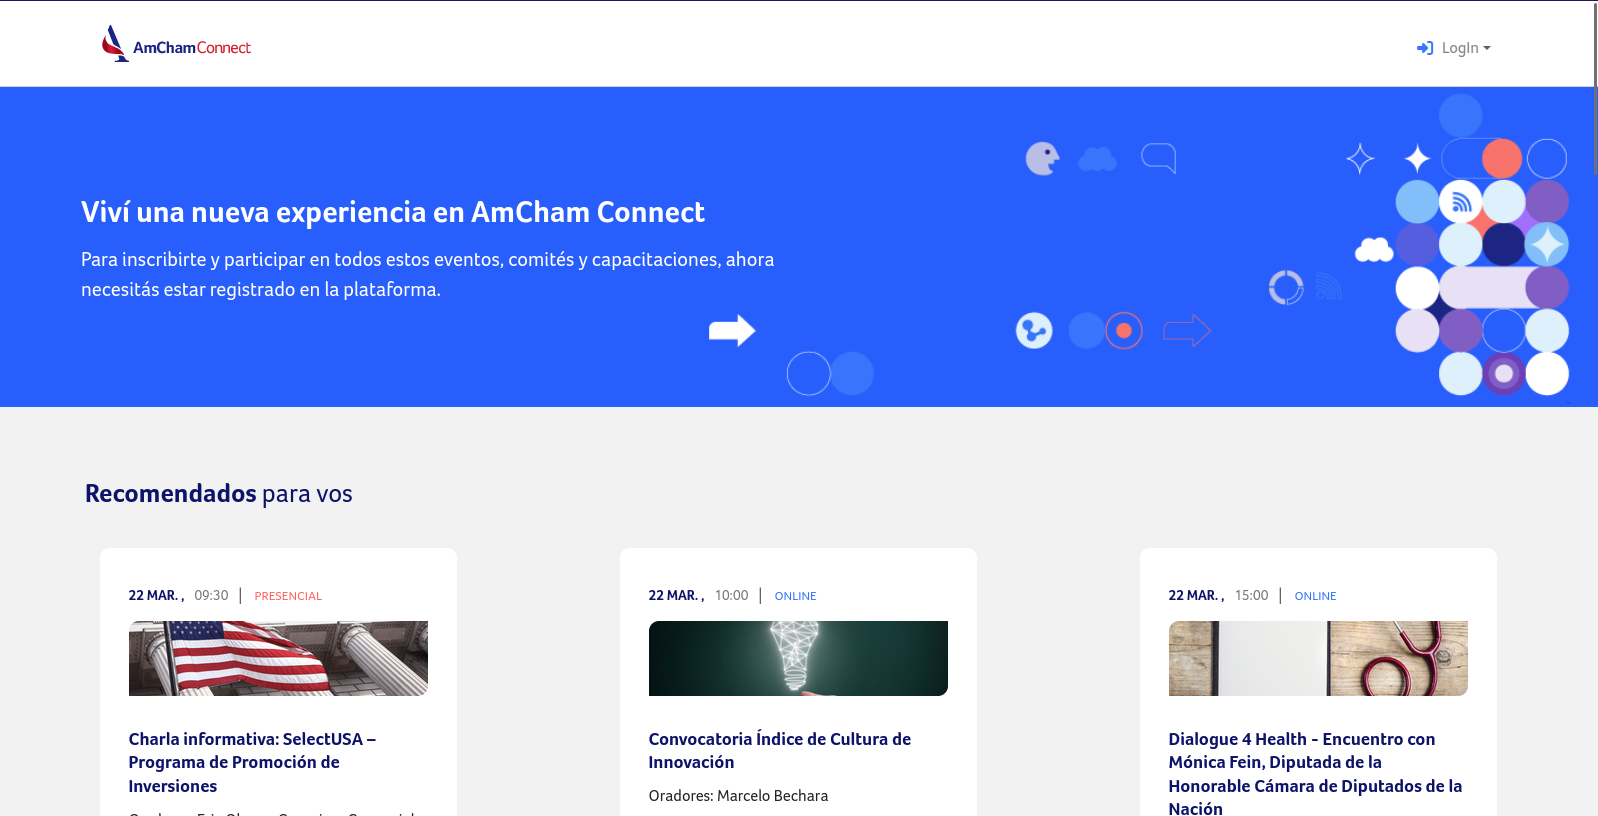 AmChamConnect
LogIn
Viví una nueva experiencia en AmCham Connect
Para inscribirte y participar en todos estos eventos, comités y capacitaciones, ahora
necesitás estar registrado en la plataforma.
Recomendados para vos
22 MAR. , 09:30 | PRESENCIAL
Charla informativa: SelectUSA –
Programa de Promoción de
Inversiones
22 MAR. , 10:00 | ONLINE
Convocatoria Índice de Cultura de
Innovación
Oradores: Marcelo Bechara
22 MAR. , 15:00 | ONLINE
Dialogue 4 Health - Encuentro con
Mónica Fein, Diputada de la
Honorable Cámara de Diputados de la
Nación